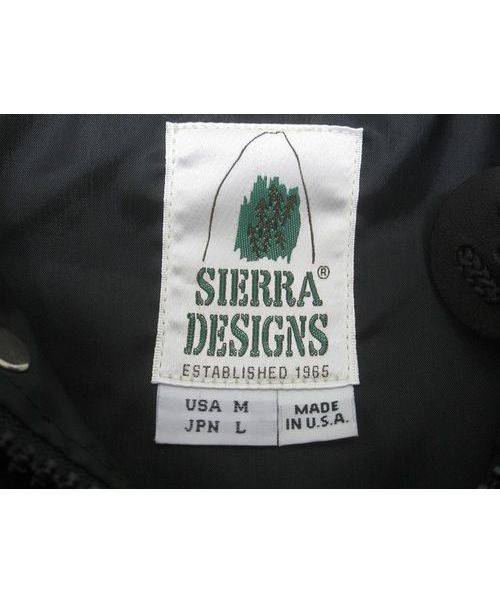 SIERRA®
DESIGNS
ESTABLISHED 1965
USA M
JPN L
MADE
IN U.S.A.